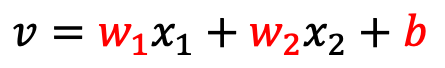 v = w₁x₁ + w₂x₂ + b